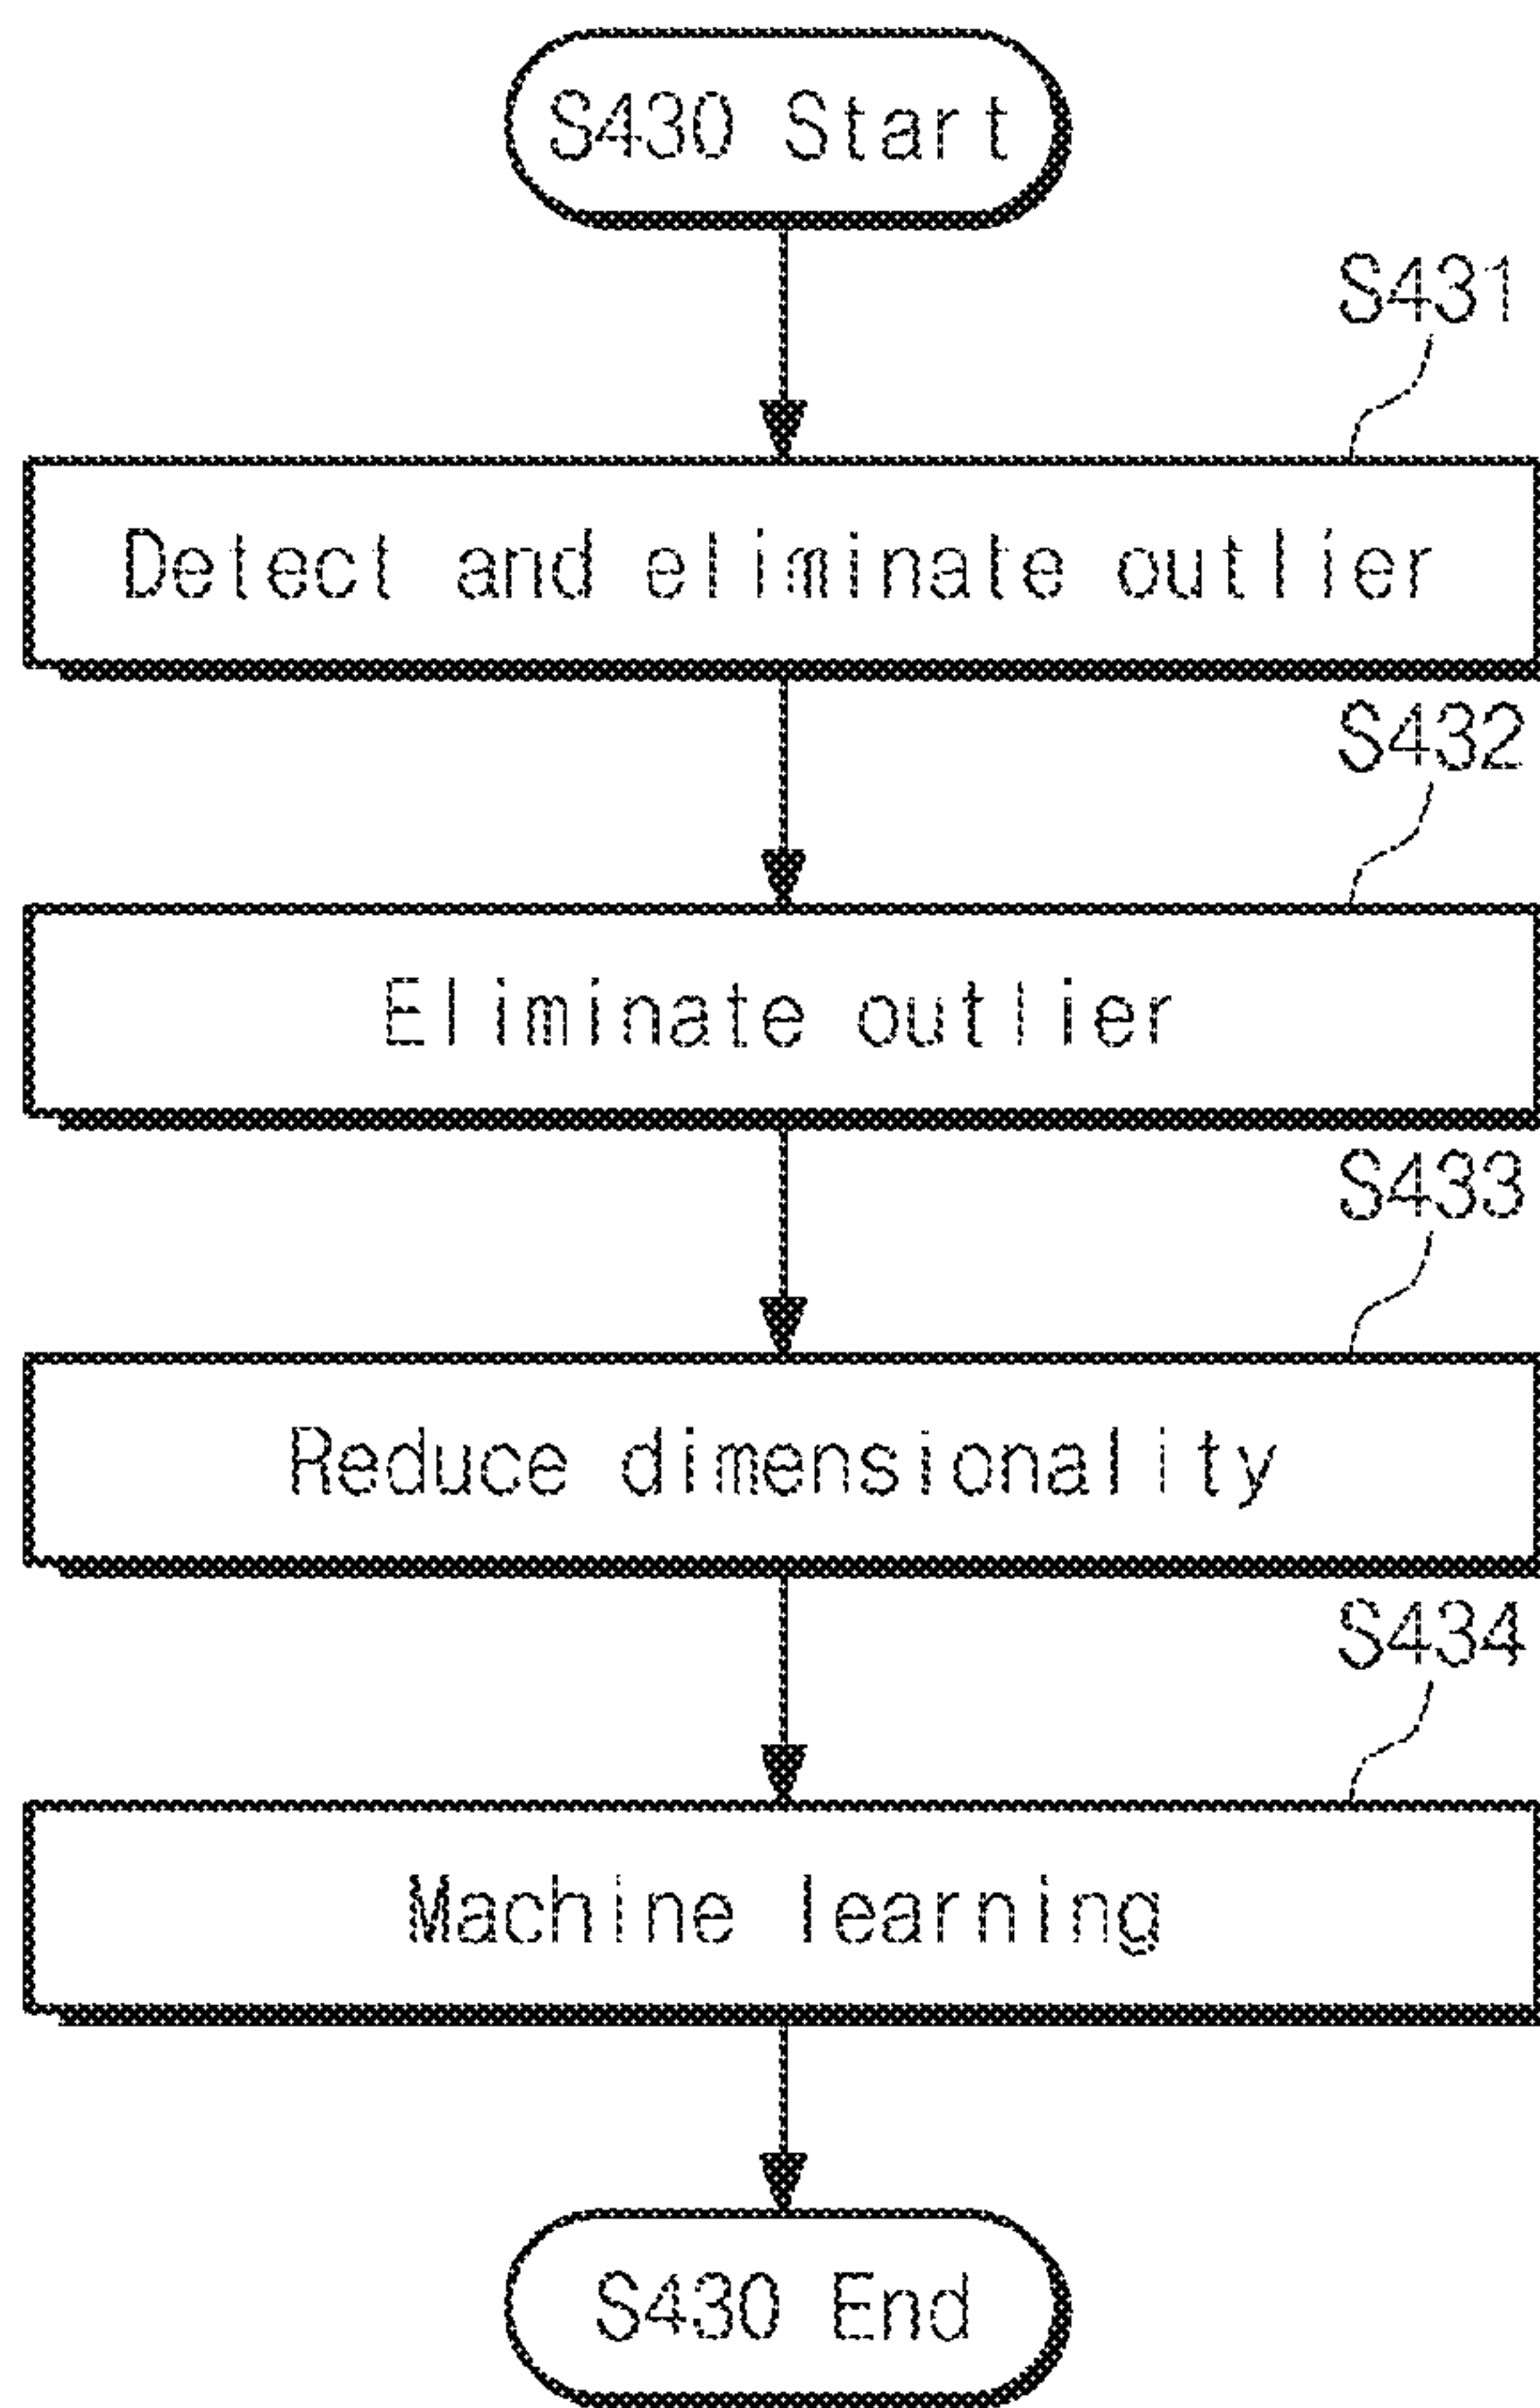 S430 Start
S431
Detect and eliminate outlier
S432
Eliminate outlier
S433
Reduce dimensionality
S434
Machine learning
S430 End